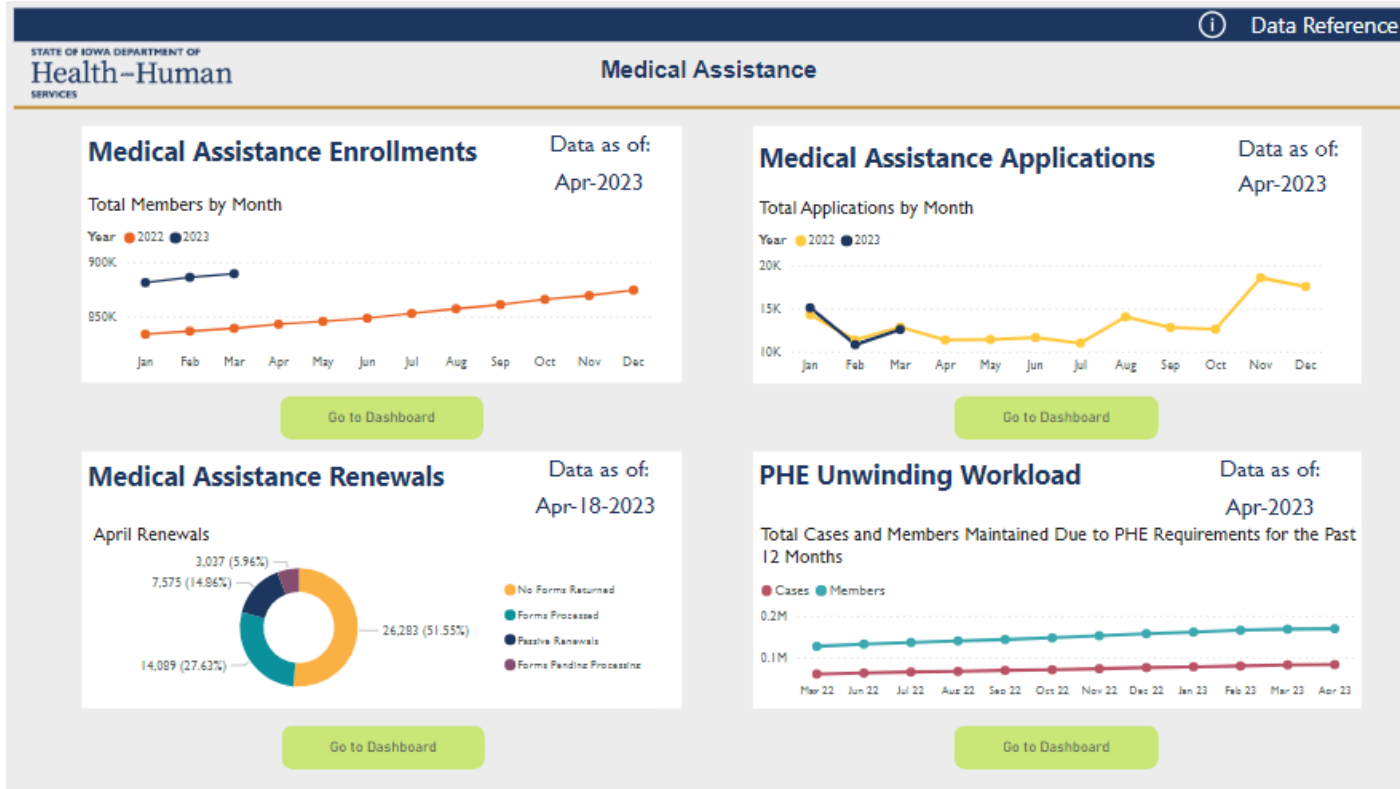 Data Reference
STATE OF IOWA DEPARTMENT OF
Health and Human
SERVICES
Medical Assistance
Medical Assistance Enrollments
Data as of:
Apr-2023
Total Members by Month
Year 2022 2023
900K
850K
Jan Feb Mar Apr May Jun Jul Aug Sep Oct Nov Dec
Go to Dashboard
Medical Assistance Applications
Data as of:
Apr-2023
Total Applications by Month
Year 2022 2023
20K
15K
10K
Jan Feb Mar Apr May Jun Jul Aug Sep Oct Nov Dec
Go to Dashboard
Medical Assistance Renewals
Data as of:
Apr-18-2023
April Renewals
3,037 (5.96%)
7,575 (14.86%)
26,283 (51.55%)
14,089 (27.63%)
No Forms Returned
Forms Processed
Passive Renewals
Forms Pending Processing
Go to Dashboard
PHE Unwinding Workload
Data as of:
Apr-2023
Total Cases and Members Maintained Due to PHE Requirements for the Past
12 Months
Cases Members
0.2M
0.1M
May 22 Jun 22 Jul 22 Aug 22 Sep 22 Oct 22 Nov 22 Dec 22 Jan 23 Feb 23 Mar 23 Apr 23
Go to Dashboard